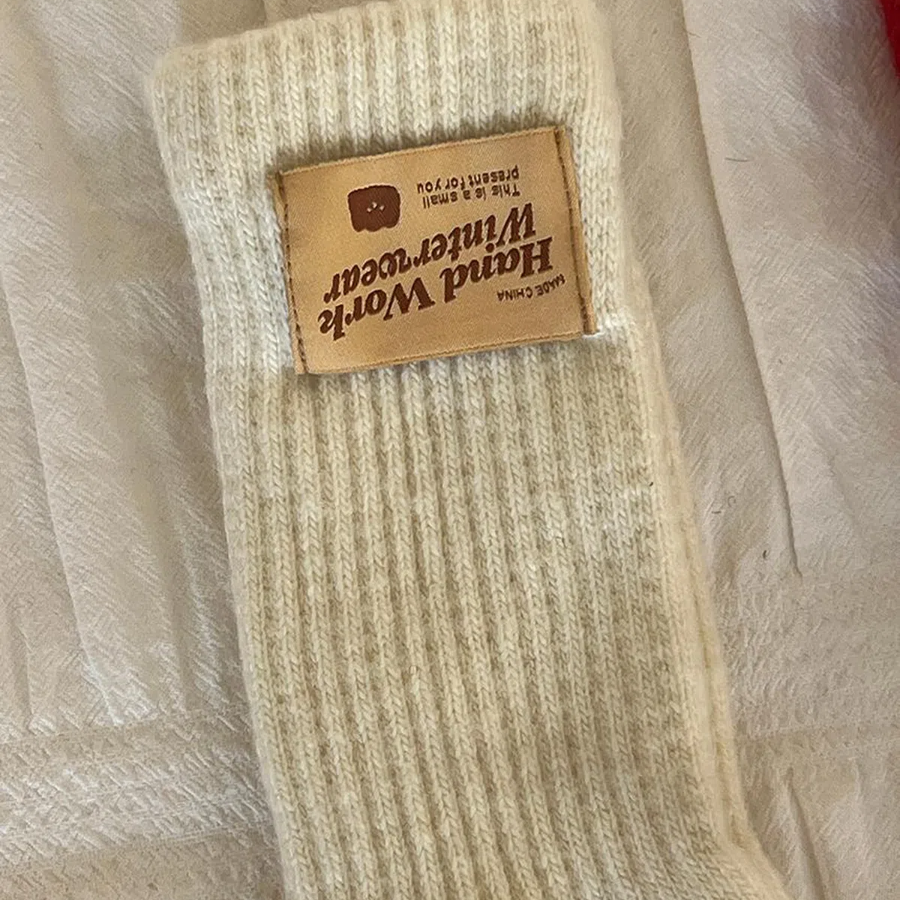 MADE CHINA
Hand Work
Winterwear
This is a small
present for you